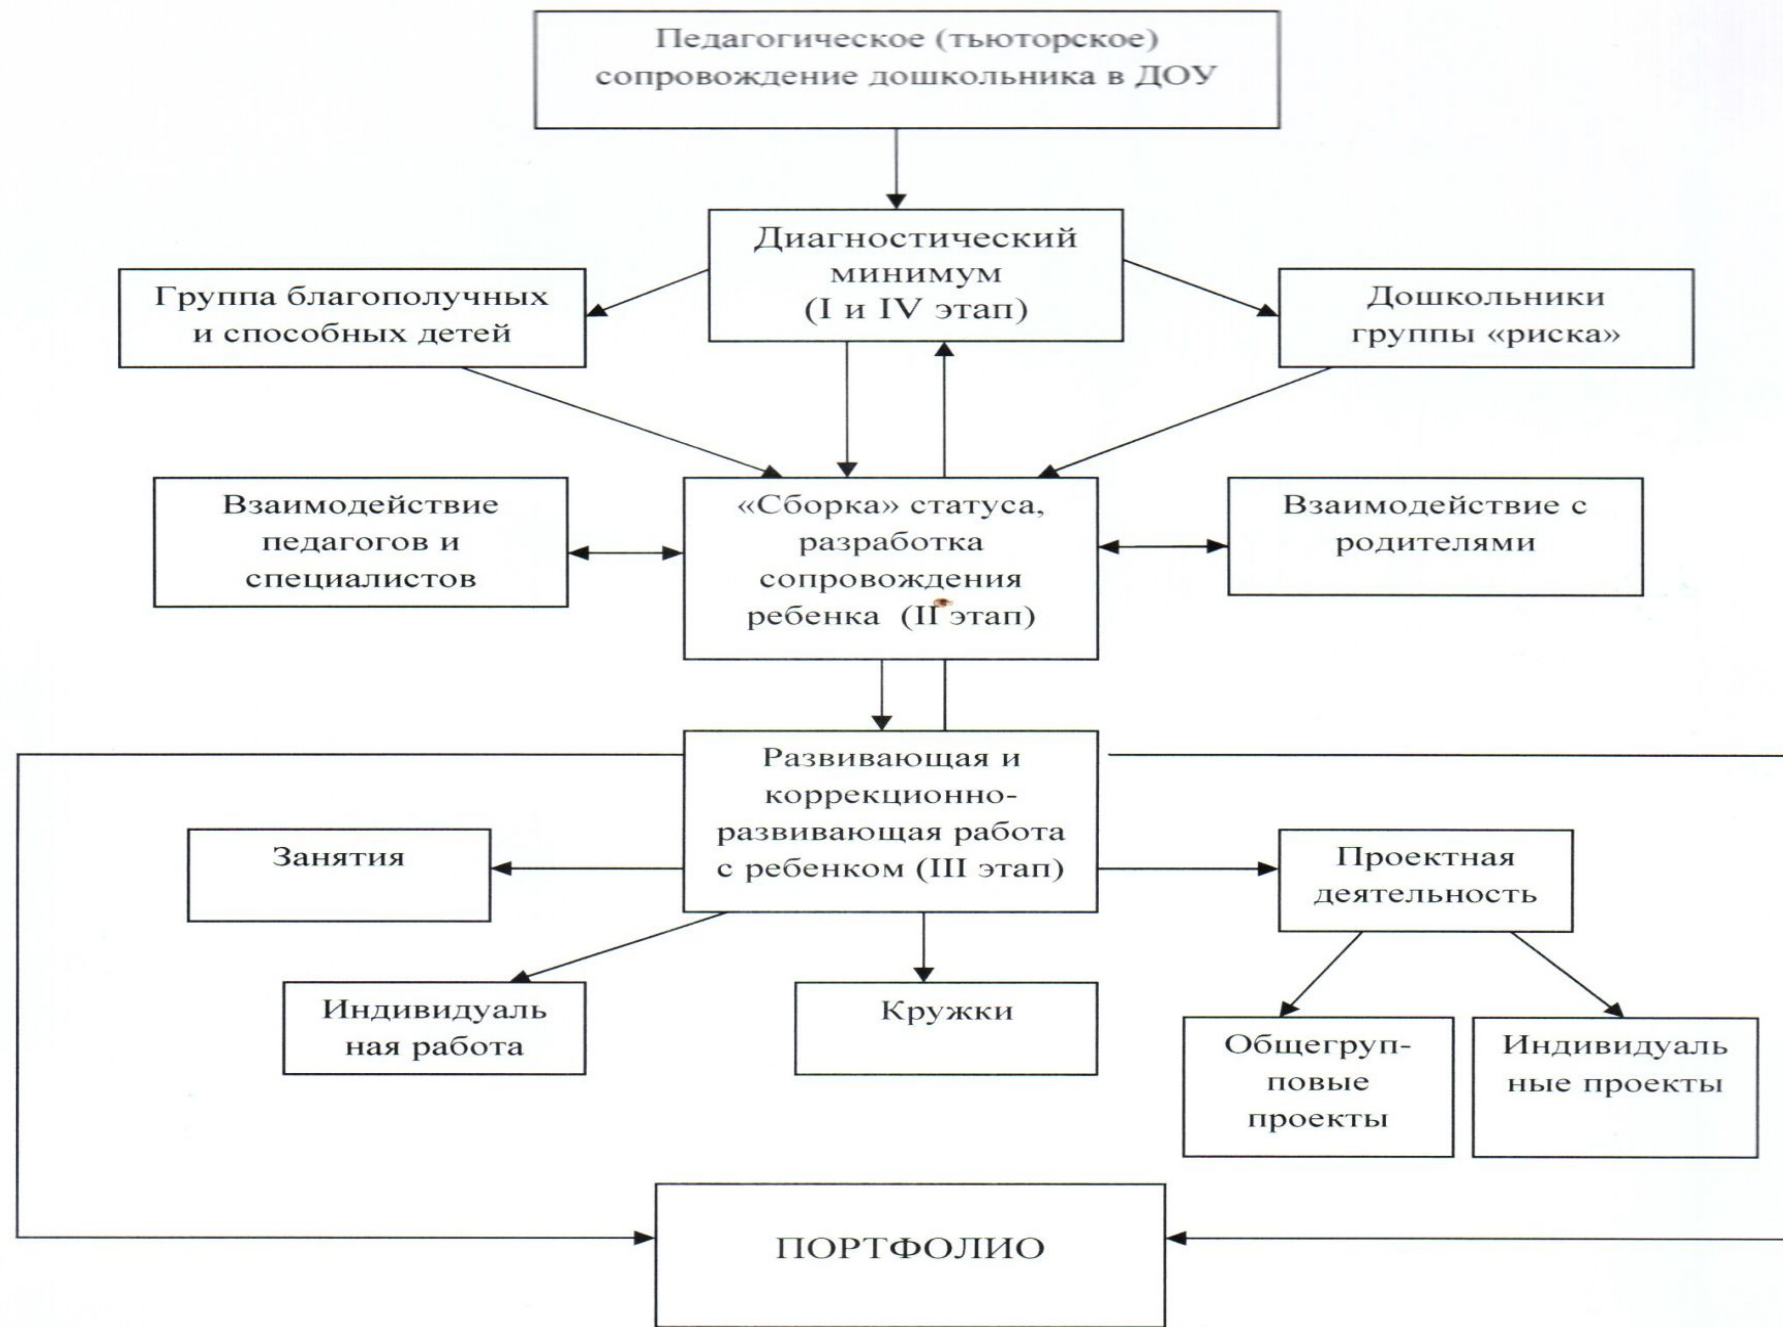 Педагогическое (тьюторское)
сопровождение дошкольника в ДОУ
Диагностический
минимум
(I и IV этап)
Группа благополучных
и способных детей
Дошкольники
группы «риска»
Взаимодействие
педагогов и
специалистов
«Сборка» статуса,
разработка
сопровождения
ребенка (II этап)
Взаимодействие с
родителями
Развивающая и
коррекционно-
развивающая работа
с ребенком (III этап)
Занятия
Проектная
деятельность
Индивидуаль
ная работа
Кружки
Общегруп-
повые
проекты
Индивидуаль
ные проекты
ПОРТФОЛИО